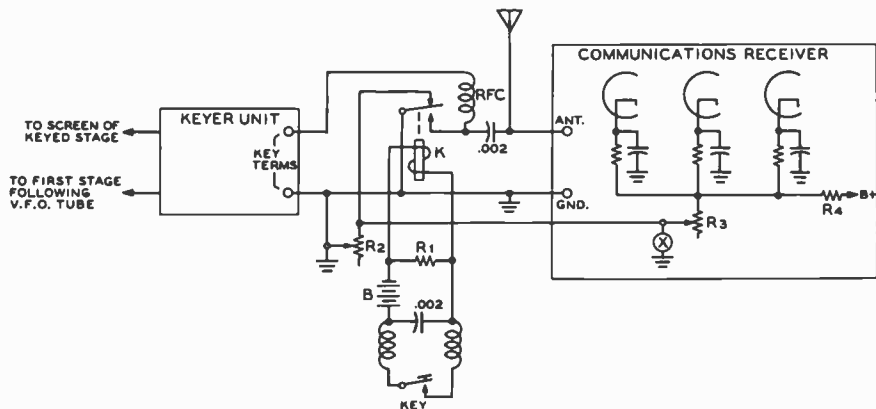 COMMUNICATIONS RECEIVER
RFC
ANT.
.002
TO SCREEN OF
KEYED STAGE
KEYER UNIT
KEY
TERMS
K
TO FIRST STAGE
FOLLOWING
V.F.O. TUBE
GND.
B+
R4
R3
X
R2
R1
B
.002
KEY